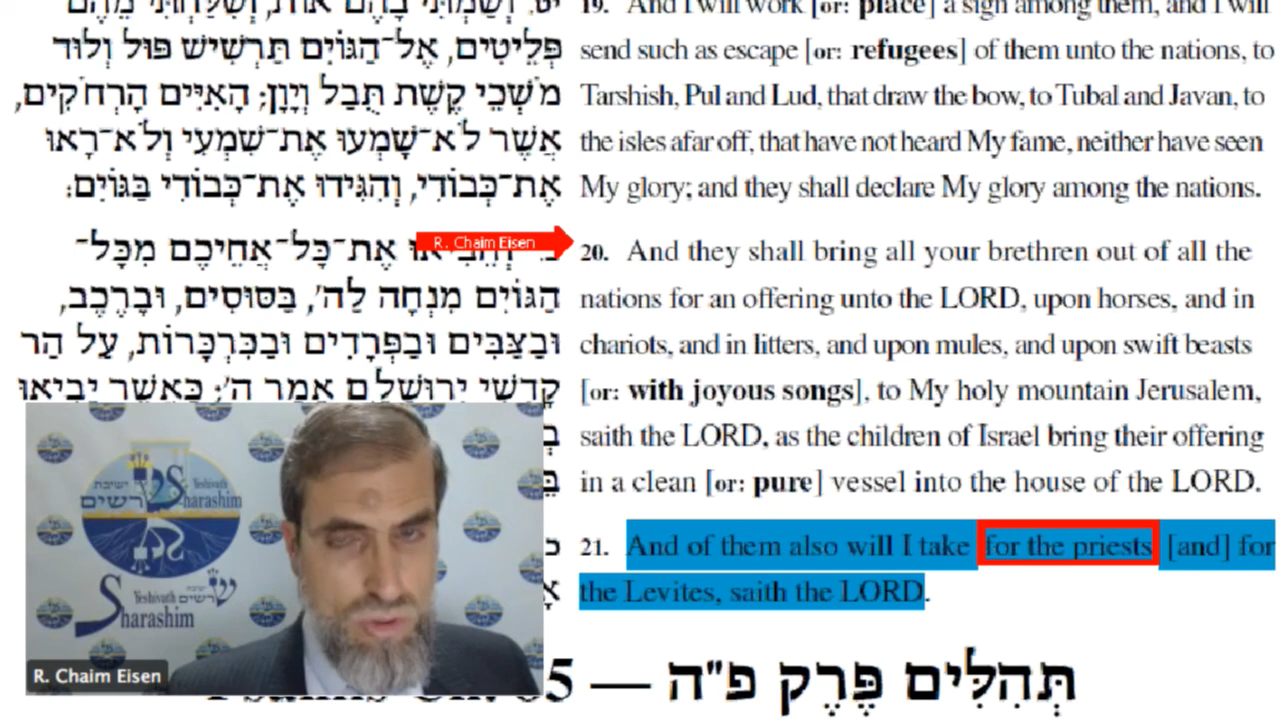 יט. וְשַׂמְתִּי בָהֶם אוֹת, וְשִׁלַּחְתִּי מֵהֶם
פְּלֵיטִים, אֶל־הַגּוֹיִם תַּרְשִׁישׁ פּוּל וְלוּד
מֹשְׁכֵי קֶשֶׁת תֻּבַל וְיָוָן; הָאִיִּים הָרְחֹקִים,
אֲשֶׁר לֹא־שָׁמְעוּ אֶת־שִׁמְעִי וְלֹא־רָאוּ
אֶת־כְּבוֹדִי, וְהִגִּידוּ אֶת־כְּבוֹדִי בַּגּוֹיִם:
אֶת־כָּל־אֲחֵיכֶם מִכָּל־
הַגּוֹיִם מִנְחָה לַה', בַּסּוּסִים, וּבָרֶכֶב,
וּבַצַּבִּים וּבַפְּרָדִים וּבַכִּרְכָּרוֹת, עַל הַר
קָדְשִׁי יְרוּשָׁלִַם אָמַר ה'; כַּאֲשֶׁר יָבִיאוּ
19. And I will work [or: place] a sign among them, and I will
send such as escape [or: refugees] of them unto the nations, to
Tarshish, Pul and Lud, that draw the bow, to Tubal and Javan, to
the isles afar off, that have not heard My fame, neither have seen
My glory; and they shall declare My glory among the nations.
R. Chaim Eisen
20. And they shall bring all your brethren out of all the
nations for an offering unto the LORD, upon horses, and in
chariots, and in litters, and upon mules, and upon swift beasts
[or: with joyous songs], to My holy mountain Jerusalem,
saith the LORD, as the children of Israel bring their offering
in a clean [or: pure] vessel into the house of the LORD.
21. And of them also will I take for the priests [and] for
the Levites, saith the LORD.
5 — תְּהִלִּים פֶּרֶק פ"ה
ישיבת
שרשים
Yeshivath
Sharashim
Yeshivath ישיבת שרשים
Sharashim
R. Chaim Eisen